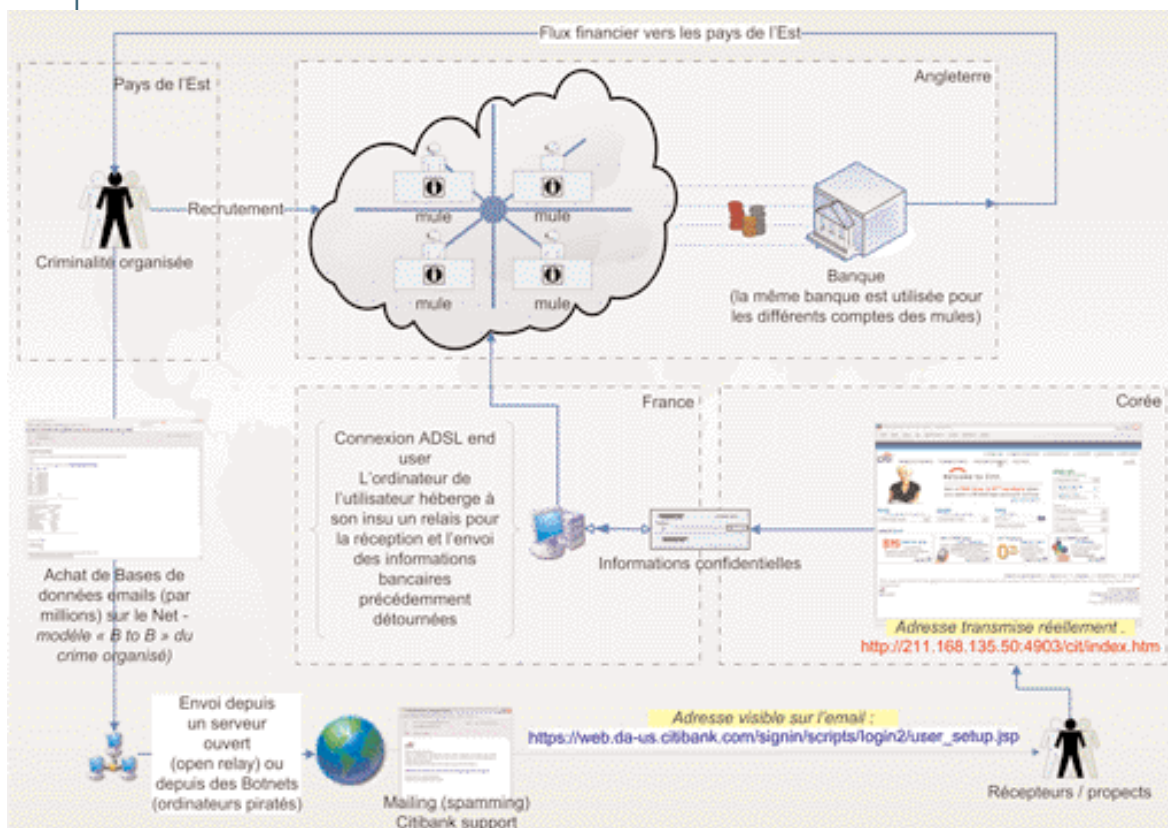 Flux financier vers les pays de l'Est
Pays de l'Est
Angleterre
Criminalité organisée
Recrutement
mule
mule
mule
mule
Banque
(la même banque est utilisée pour
les différents comptes des mules)
France
Corée
Connexion ADSL end
user
L'ordinateur de
l'utilisateur héberge à
son insu un relais pour
la réception et l'envoi
des informations
bancaires
précédemment
détournées
Informations confidentielles
Adresse transmise réellement .
http://211.168.135.50:4903/cit/index.htm
Achat de Bases de
données emails (par
millions) sur le Net -
modèle « B to B » du
crime organisé)
Envoi depuis
un serveur
ouvert
(open relay) ou
depuis des Botnets
(ordinateurs piratés)
Mailing (spamming)
Citibank support
Adresse visible sur l'email :
https://web.da-us.citibank.com/signin/scripts/login2/user_setup.jsp
Récepteurs / propects